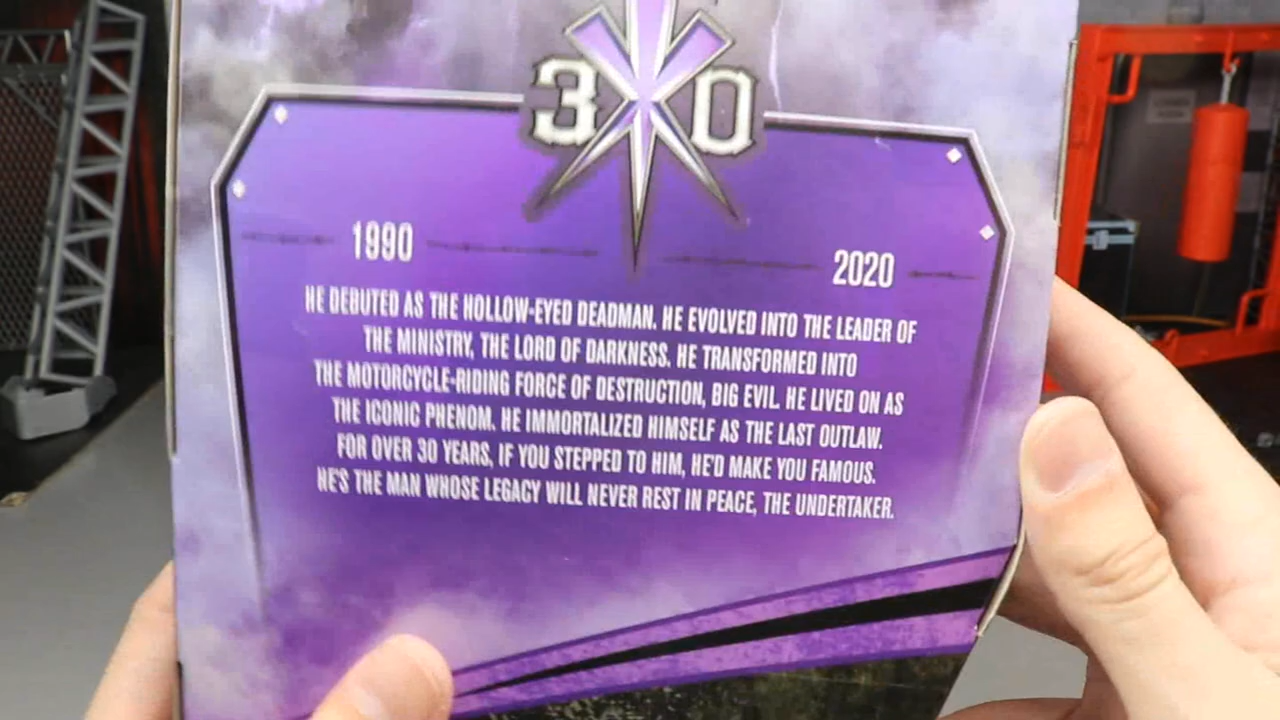 30
1990
2020
HE DEBUTED AS THE HOLLOW-EYED DEADMAN. HE EVOLVED INTO THE LEADER OF
THE MINISTRY, THE LORD OF DARKNESS. HE TRANSFORMED INTO
THE MOTORCYCLE-RIDING FORCE OF DESTRUCTION, BIG EVIL. HE LIVED ON AS
THE ICONIC PHENOM. HE IMMORTALIZED HIMSELF AS THE LAST OUTLAW.
FOR OVER 30 YEARS, IF YOU STEPPED TO HIM, HE'D MAKE YOU FAMOUS.
HE'S THE MAN WHOSE LEGACY WILL NEVER REST IN PEACE, THE UNDERTAKER.